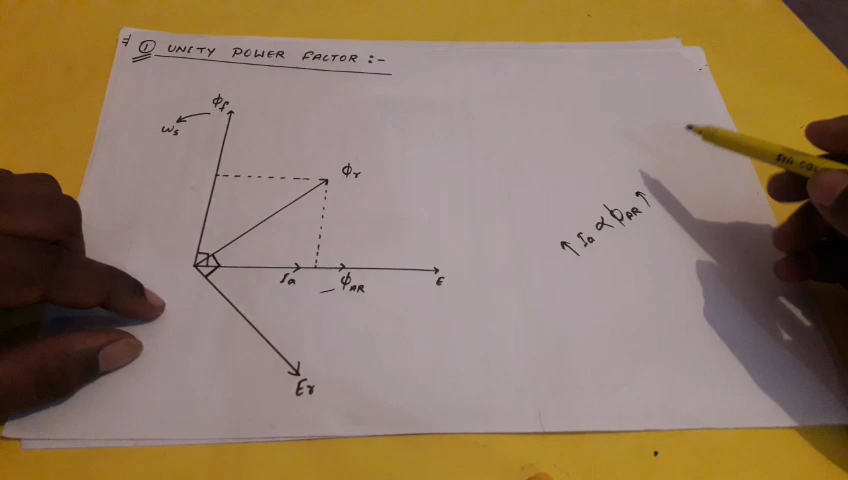 ⇒ ① UNITY POWER FACTOR :-
ϕf
ωs
ϕr
↑ Ia ∝ ϕAR ↑
Ia
ϕAR
E
Er